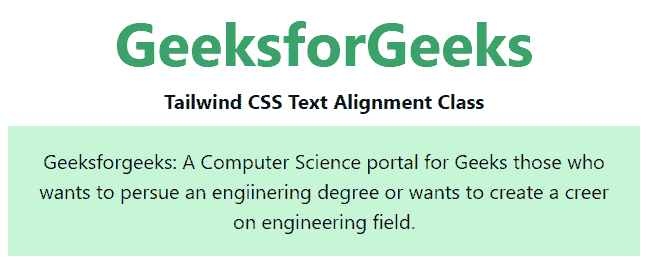 GeeksforGeeks
Tailwind CSS Text Alignment Class
Geeksforgeeks: A Computer Science portal for Geeks those who
wants to persue an engiinering degree or wants to create a creer
on engineering field.